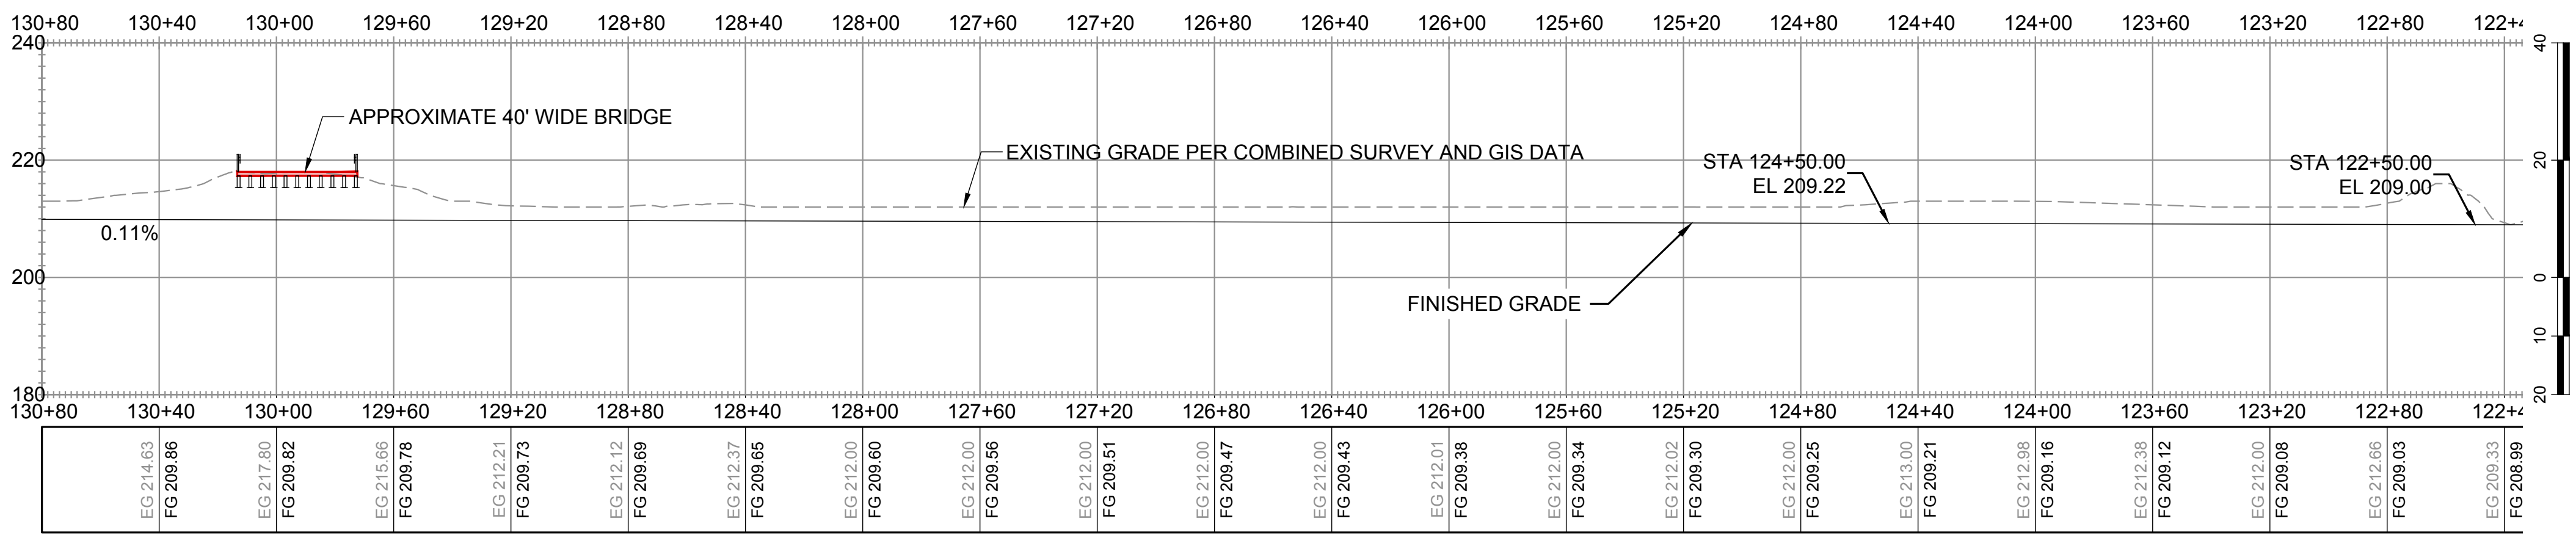 130+80 130+40 130+00 129+60 129+20 128+80 128+40 128+00 127+60 127+20 126+80 126+40 126+00 125+60 125+20 124+80 124+40 124+00 123+60 123+20 122+80 122+4
240
40
APPROXIMATE 40' WIDE BRIDGE
EXISTING GRADE PER COMBINED SURVEY AND GIS DATA
220
STA 124+50.00
EL 209.22
STA 122+50.00
EL 209.00
20
0.11%
200
0
FINISHED GRADE
10
180
20
130+80 130+40 130+00 129+60 129+20 128+80 128+40 128+00 127+60 127+20 126+80 126+40 126+00 125+60 125+20 124+80 124+40 124+00 123+60 123+20 122+80 122+4
EG 214.63
FG 209.86
EG 217.80
FG 209.82
EG 215.66
FG 209.78
EG 212.21
FG 209.73
EG 212.12
FG 209.69
EG 212.37
FG 209.65
EG 212.00
FG 209.60
EG 212.00
FG 209.56
EG 212.00
FG 209.51
EG 212.00
FG 209.47
EG 212.00
FG 209.43
EG 212.01
FG 209.38
EG 212.00
FG 209.34
EG 212.02
FG 209.30
EG 212.00
FG 209.25
EG 213.00
FG 209.21
EG 212.98
FG 209.16
EG 212.38
FG 209.12
EG 212.00
FG 209.08
EG 212.66
FG 209.03
EG 209.33
FG 208.99